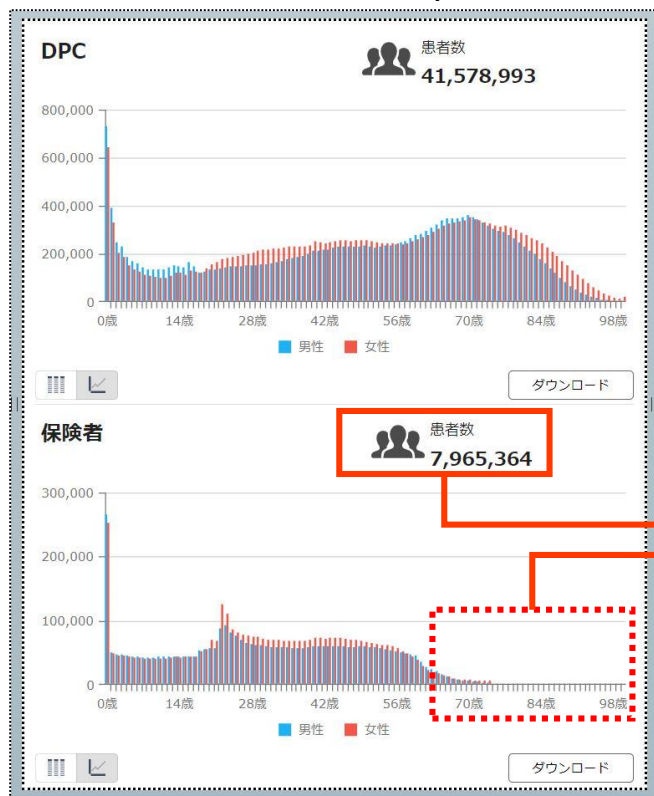 DPC
患者数
41,578,993
800,000
600,000
400,000
200,000
0
0歳 14歳 28歳 42歳 56歳 70歳 84歳 98歳
男性 女性
ダウンロード
保険者
患者数
7,965,364
300,000
200,000
100,000
0
0歳 14歳 28歳 42歳 56歳 70歳 84歳 98歳
男性 女性
ダウンロード